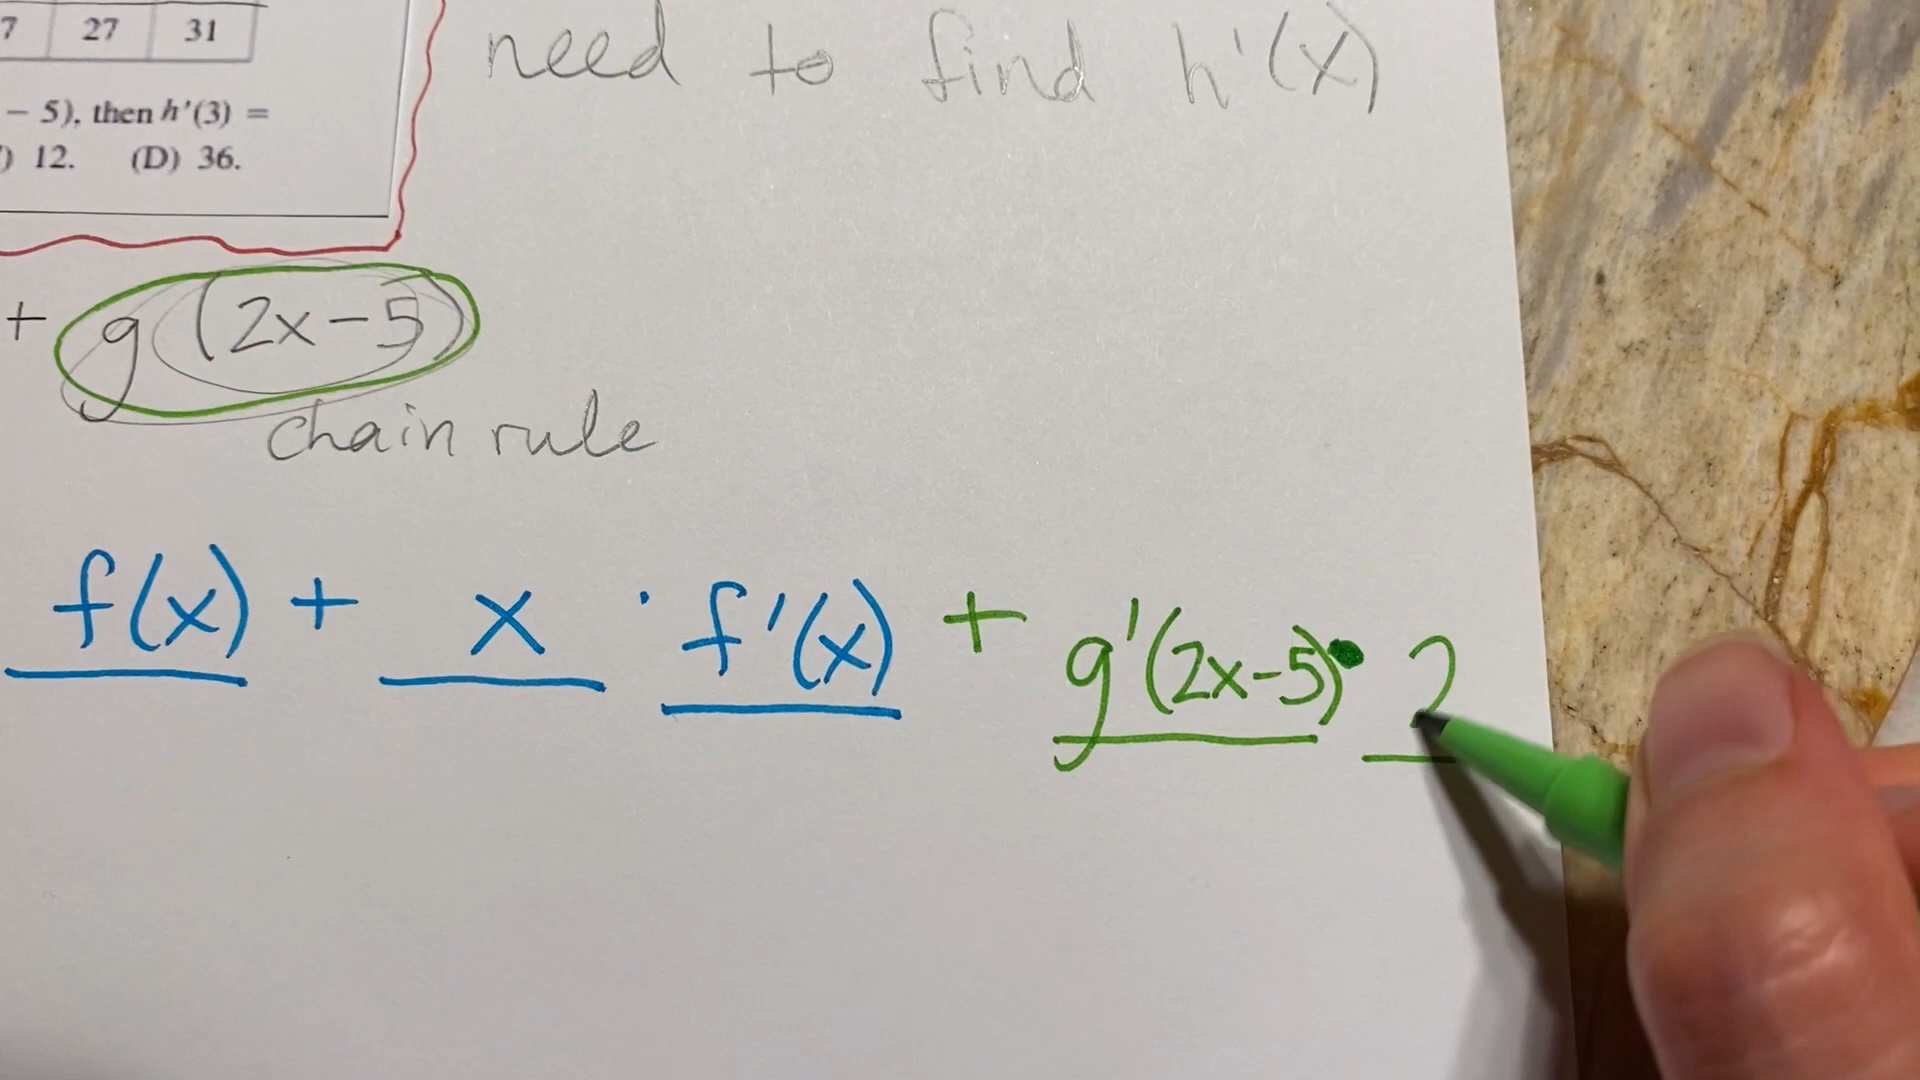 7 27 31
need to find h'(x)
– 5), then h'(3) =
) 12. (D) 36.
+ g(2x-5)
chain rule
f(x) + x · f'(x) + g'(2x-5) • 2